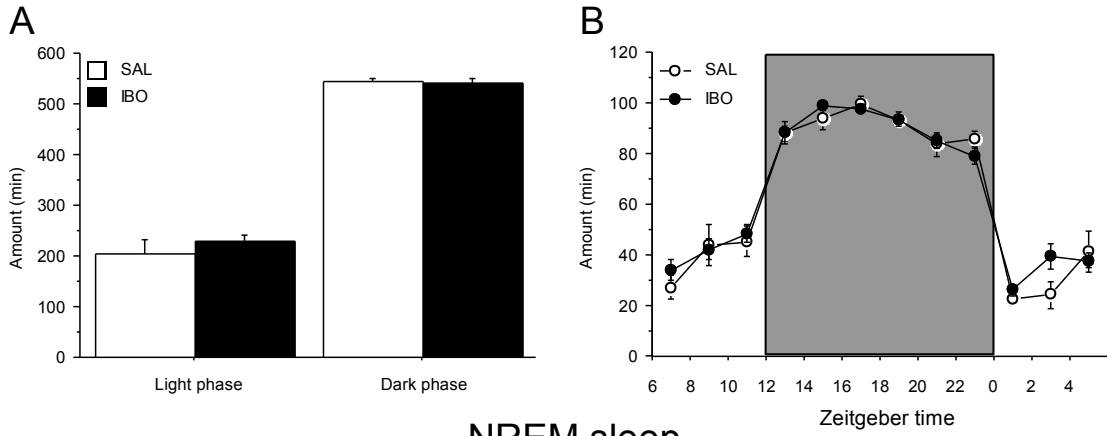 A
B
600
500
400
300
200
100
0
Amount (min)
SAL
IBO
Light phase
Dark phase
120
100
80
60
40
20
0
Amount (min)
SAL
IBO
6 8 10 12 14 16 18 20 22 0 2 4
Zeitgeber time
NREM sleep